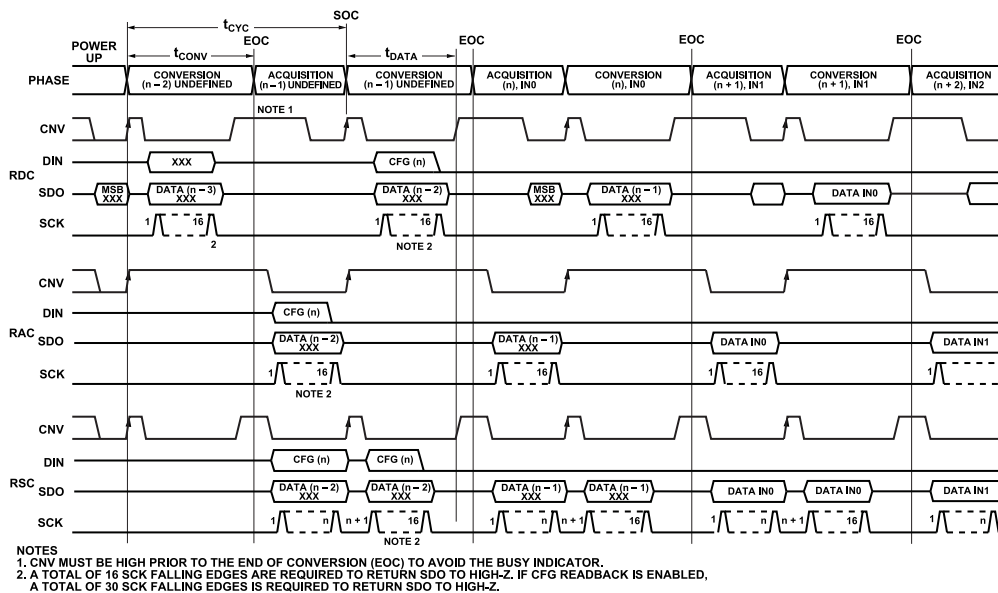 SOC
tCYC
POWER UP
EOC
EOC
EOC
EOC
tCONV
tDATA
PHASE
CONVERSION (n – 2) UNDEFINED
ACQUISITION (n – 1) UNDEFINED
CONVERSION (n – 1) UNDEFINED
ACQUISITION (n), IN0
CONVERSION (n), IN0
ACQUISITION (n + 1), IN1
CONVERSION (n + 1), IN1
ACQUISITION (n + 2), IN2
NOTE 1
CNV
DIN
XXX
CFG (n)
RDC
SDO
MSB XXX
DATA (n – 3) XXX
DATA (n – 2) XXX
MSB XXX
DATA (n – 1) XXX
DATA IN0
SCK
1 16
2
1 16
NOTE 2
1 16
1 16
CNV
DIN
CFG (n)
RAC
SDO
DATA (n – 2) XXX
DATA (n – 1) XXX
DATA IN0
DATA IN1
SCK
1 16
NOTE 2
1 16
1 16
1
CNV
DIN
CFG (n)
CFG (n)
RSC
SDO
DATA (n – 2) XXX
DATA (n – 2) XXX
DATA (n – 1) XXX
DATA (n – 1) XXX
DATA IN0
DATA IN0
DATA IN1
SCK
1 n n + 1 16
NOTE 2
1 n n + 1 16
1 n n + 1 16
1 n
NOTES
1. CNV MUST BE HIGH PRIOR TO THE END OF CONVERSION (EOC) TO AVOID THE BUSY INDICATOR.
2. A TOTAL OF 16 SCK FALLING EDGES ARE REQUIRED TO RETURN SDO TO HIGH-Z. IF CFG READBACK IS ENABLED,
A TOTAL OF 30 SCK FALLING EDGES IS REQUIRED TO RETURN SDO TO HIGH-Z.